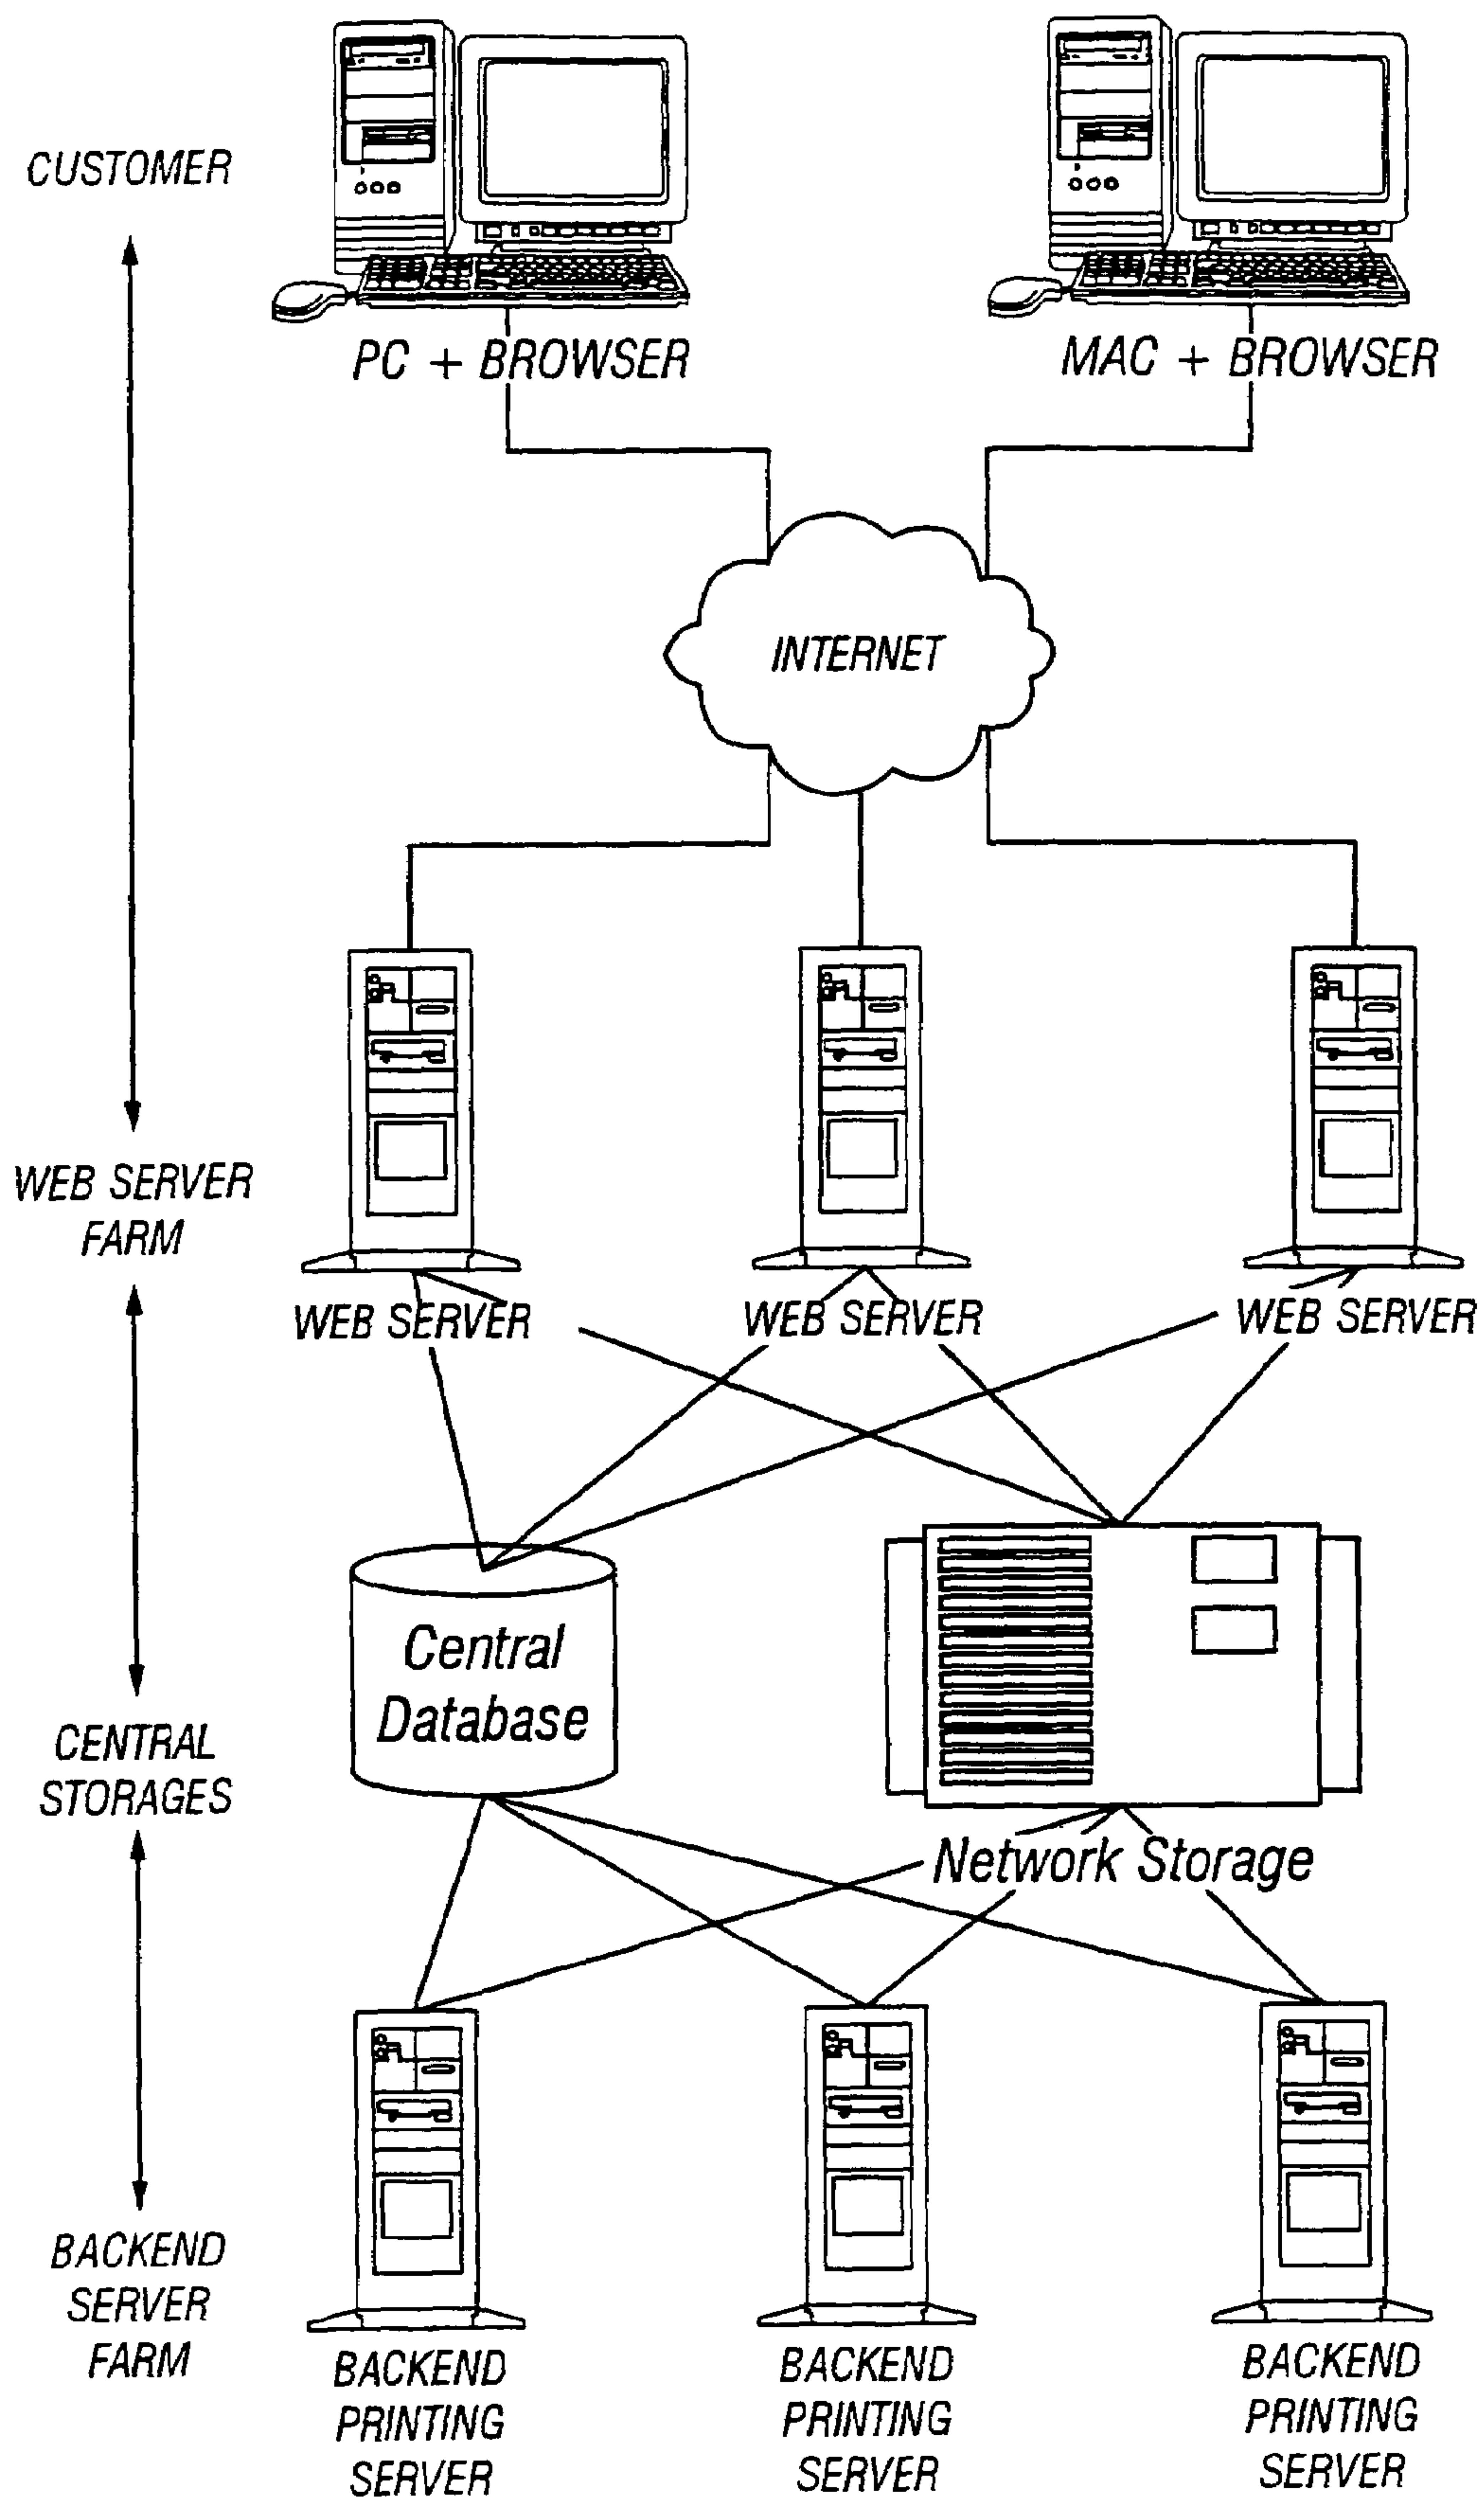 CUSTOMER
PC + BROWSER
MAC + BROWSER
INTERNET
WEB SERVER
FARM
WEB SERVER
WEB SERVER
WEB SERVER
Central
Database
CENTRAL
STORAGES
Network Storage
BACKEND
SERVER
FARM
BACKEND
PRINTING
SERVER
BACKEND
PRINTING
SERVER
BACKEND
PRINTING
SERVER